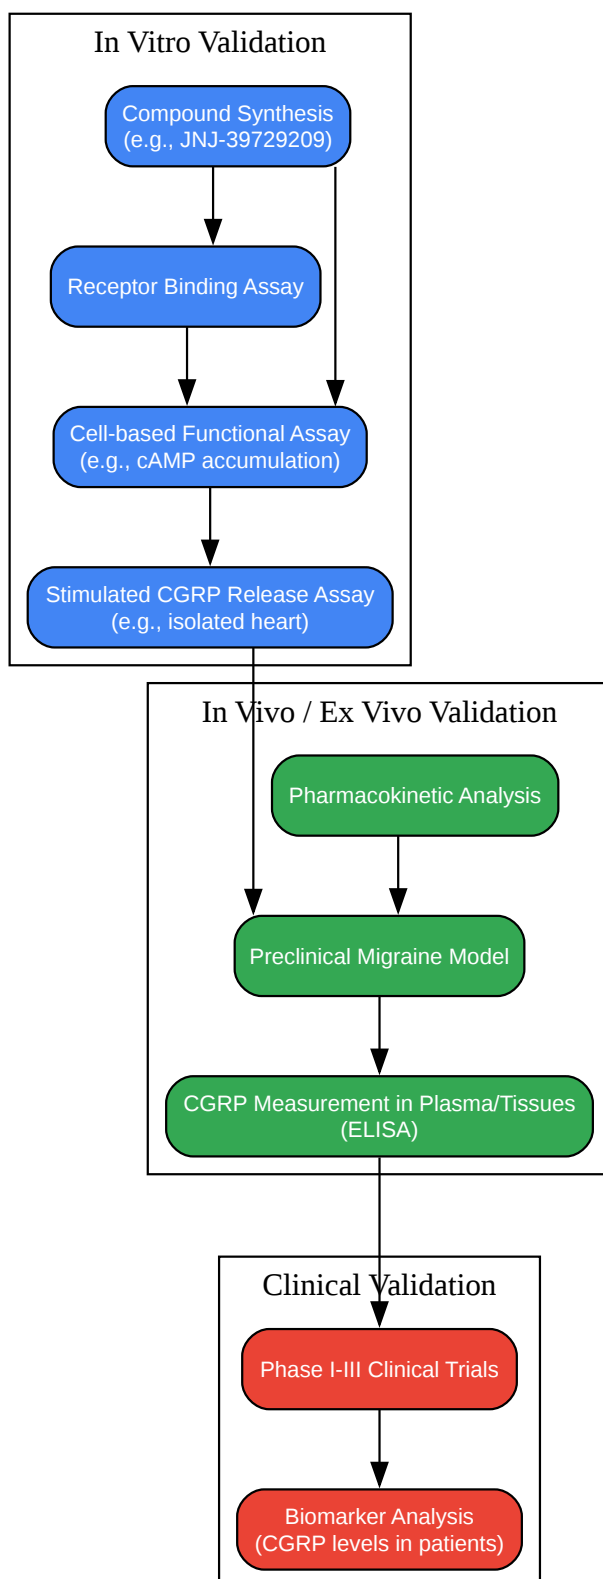 In Vitro Validation
Compound Synthesis
(e.g., JNJ-39729209)
Receptor Binding Assay
Cell-based Functional Assay
(e.g., cAMP accumulation)
Stimulated CGRP Release Assay
(e.g., isolated heart)
In Vivo / Ex Vivo Validation
Pharmacokinetic Analysis
Preclinical Migraine Model
CGRP Measurement in Plasma/Tissues
(ELISA)
Clinical Validation
Phase I-III Clinical Trials
Biomarker Analysis
(CGRP levels in patients)